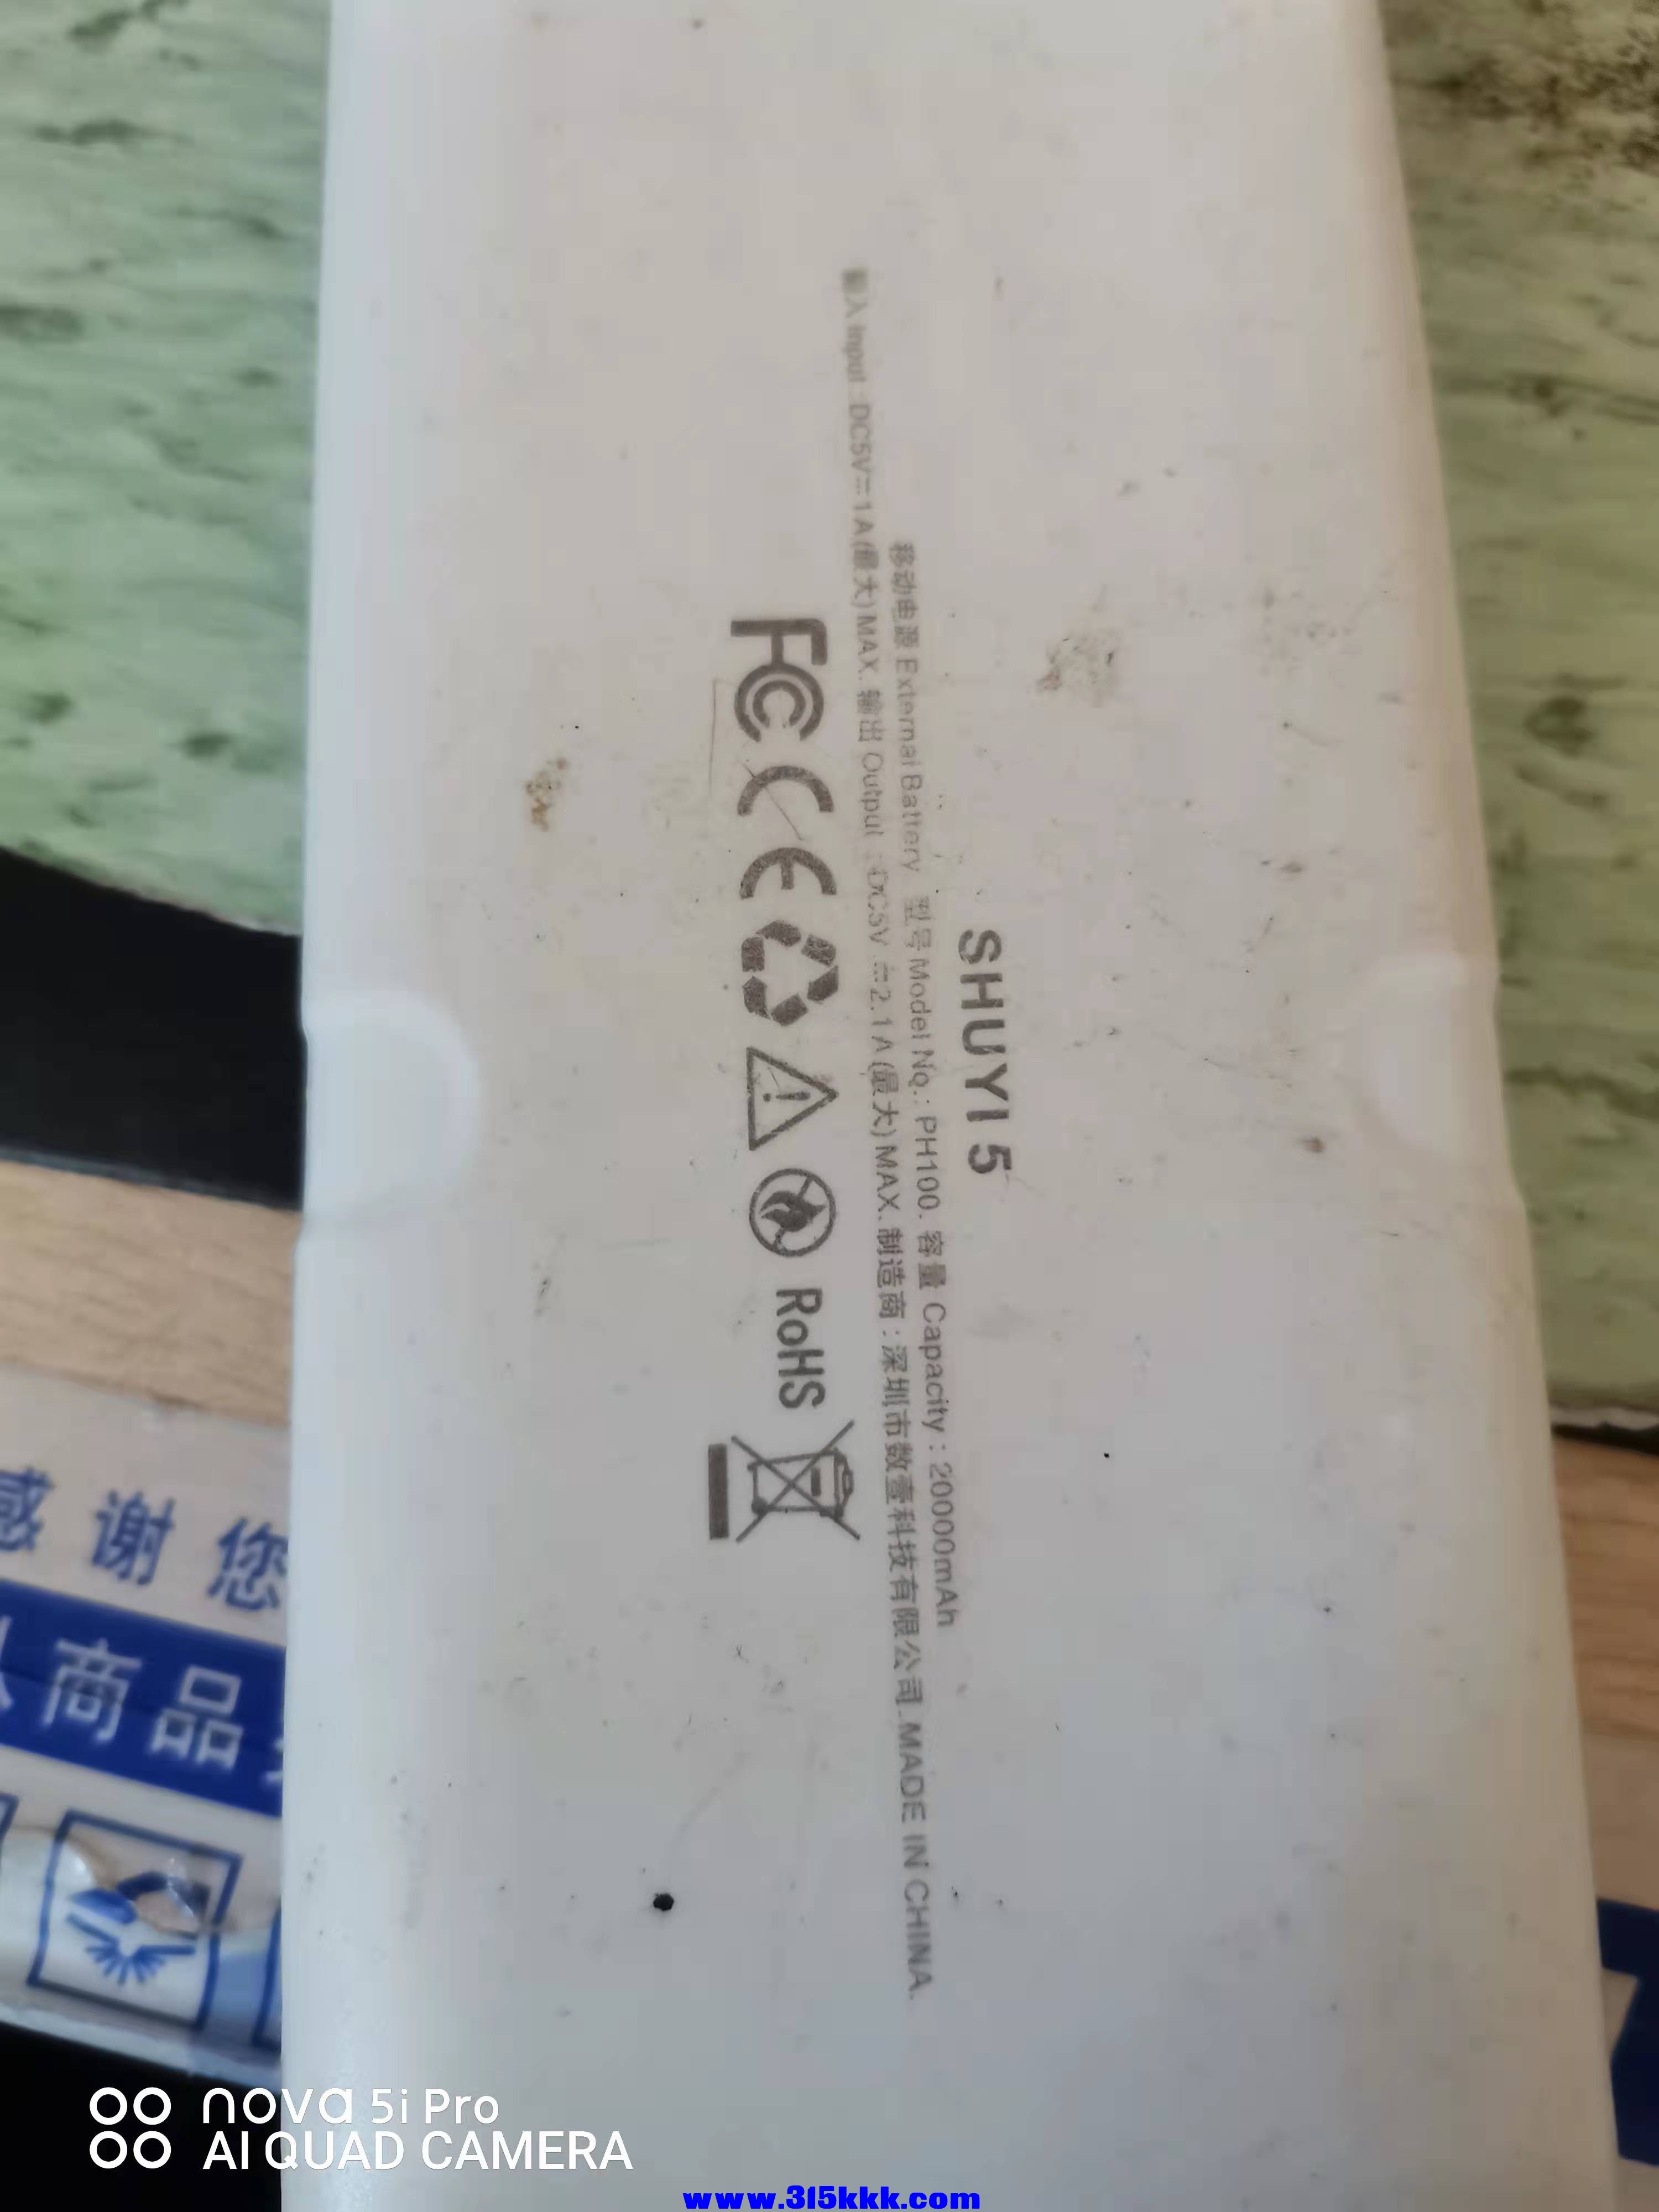 SHUYI 5
移动电源 External Battery 型号 Model No.: PH100. 容量 Capacity : 20000mAh
输入 Input :DC5V⎓1A(最大)MAX. 输出 Output :DC5V ⎓2.1A(最大)MAX. 制造商 : 深圳市数壹科技有限公司.MADE IN CHINA.
FC CE RoHS
感谢您
商品
nova 5i Pro
AI QUAD CAMERA
www.315kkk.com